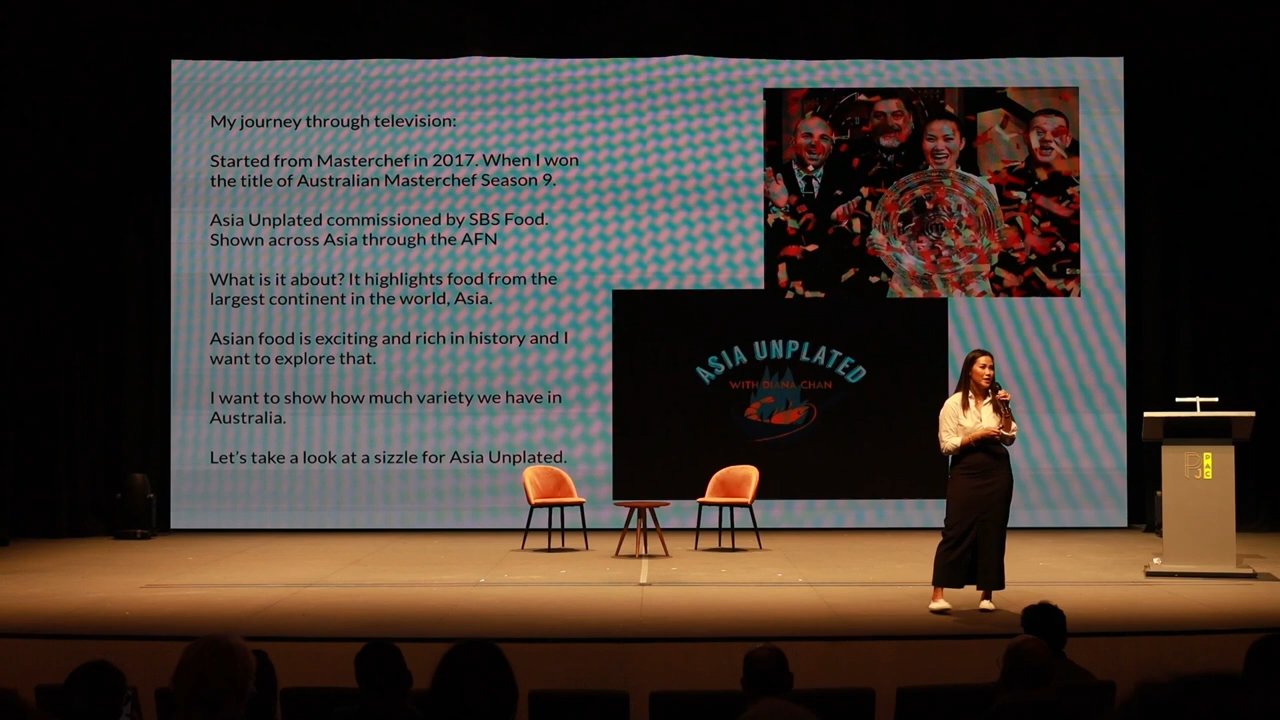 My journey through television:
Started from Masterchef in 2017. When I won
the title of Australian Masterchef Season 9.
Asia Unplated commissioned by SBS Food.
Shown across Asia through the AFN
What is it about? It highlights food from the
largest continent in the world, Asia.
Asian food is exciting and rich in history and I
want to explore that.
I want to show how much variety we have in
Australia.
Let's take a look at a sizzle for Asia Unplated.
ASIA UNPLATED
WITH DIANA CHAN
PJ
PAC